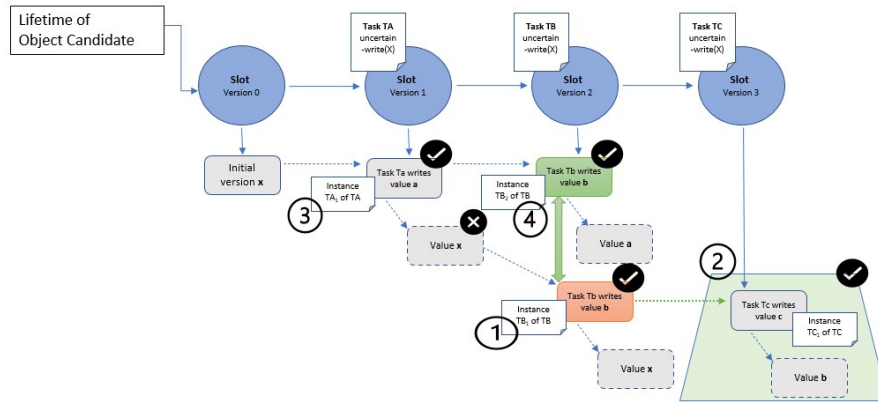 Lifetime of
Object Candidate
Task TA
uncertain
-write(X)
Task TB
uncertain
-write(X)
Task TC
uncertain
-write(X)
Slot
Version 0
Slot
Version 1
Slot
Version 2
Slot
Version 3
Initial
version x
Task Ta writes
value a
Instance
TA₁ of TA
3
Task Tb writes
value b
Instance
TB₂ of TB
4
Value x
Value a
Task Tb writes
value b
Instance
TB₁ of TB
1
Value x
2
Task Tc writes
value c
Instance
TC₁ of TC
Value b